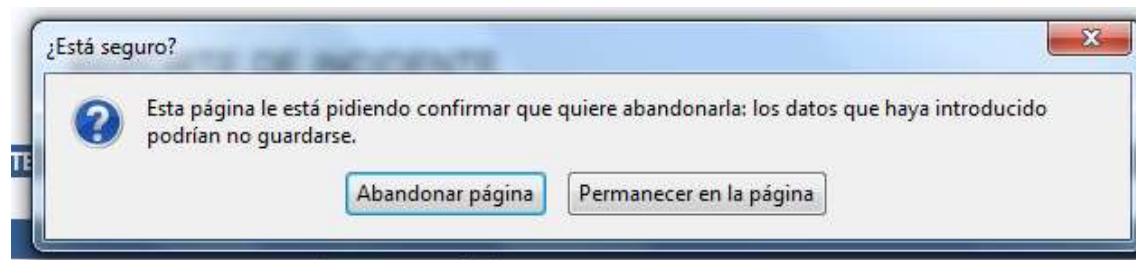 ¿Está seguro?
Esta página le está pidiendo confirmar que quiere abandonarla: los datos que haya introducido
podrían no guardarse.
Abandonar página
Permanecer en la página